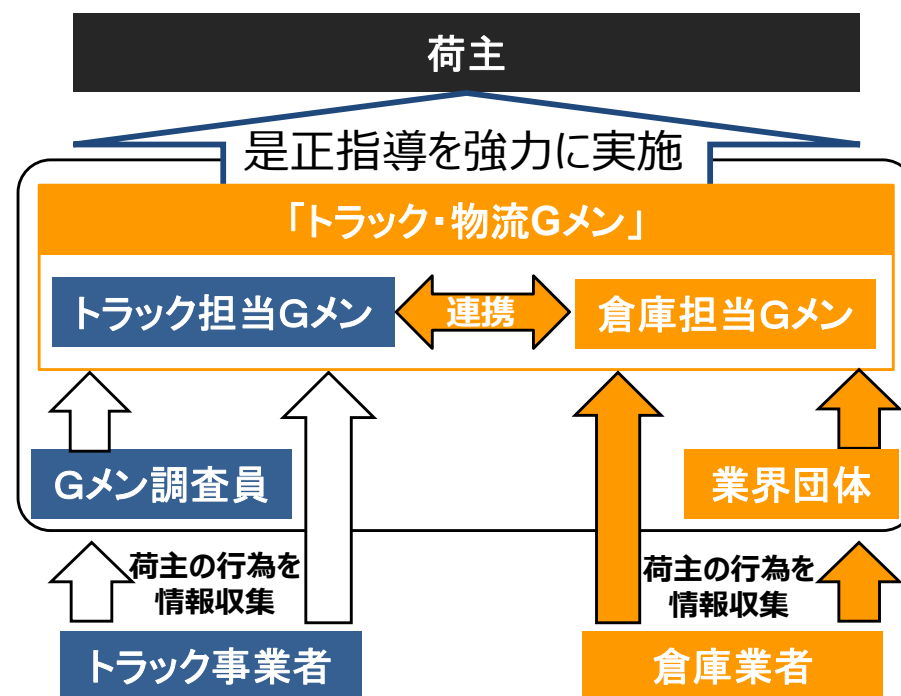 荷主
是正指導を強力に実施
「トラック・物流Gメン」
トラック担当Gメン
連携
倉庫担当Gメン
Gメン調査員
業界団体
荷主の行為を
情報収集
荷主の行為を
情報収集
トラック事業者
倉庫業者